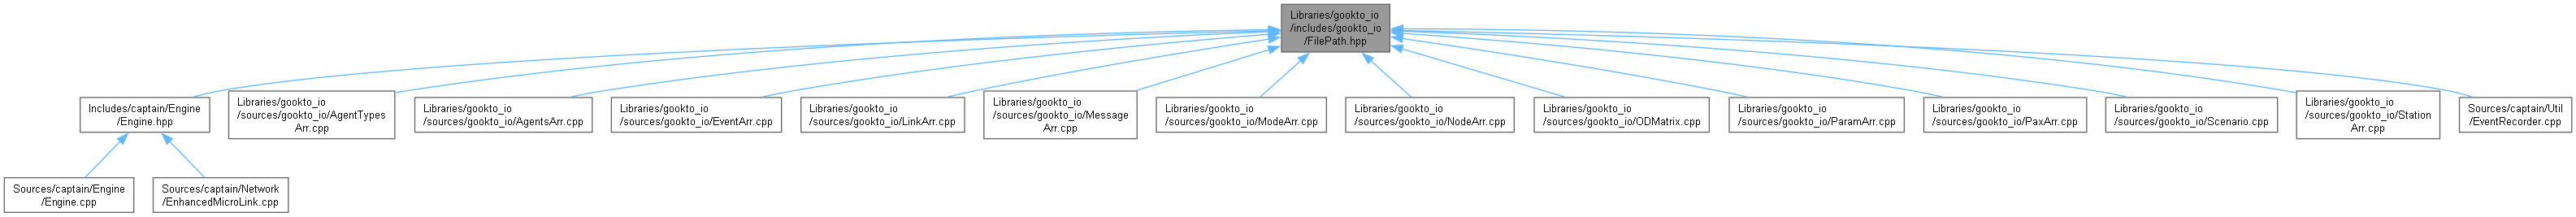 Libraries/gookto_io
/includes/gookto_io
/FilePath.hpp
Includes/captain/Engine
/Engine.hpp
Libraries/gookto_io
/sources/gookto_io/AgentTypes
Arr.cpp
Libraries/gookto_io
/sources/gookto_io/AgentsArr.cpp
Libraries/gookto_io
/sources/gookto_io/EventArr.cpp
Libraries/gookto_io
/sources/gookto_io/LinkArr.cpp
Libraries/gookto_io
/sources/gookto_io/Message
Arr.cpp
Libraries/gookto_io
/sources/gookto_io/ModeArr.cpp
Libraries/gookto_io
/sources/gookto_io/NodeArr.cpp
Libraries/gookto_io
/sources/gookto_io/ODMatrix.cpp
Libraries/gookto_io
/sources/gookto_io/ParamArr.cpp
Libraries/gookto_io
/sources/gookto_io/PaxArr.cpp
Libraries/gookto_io
/sources/gookto_io/Scenario.cpp
Libraries/gookto_io
/sources/gookto_io/Station
Arr.cpp
Sources/captain/Util
/EventRecorder.cpp
Sources/captain/Engine
/Engine.cpp
Sources/captain/Network
/EnhancedMicroLink.cpp